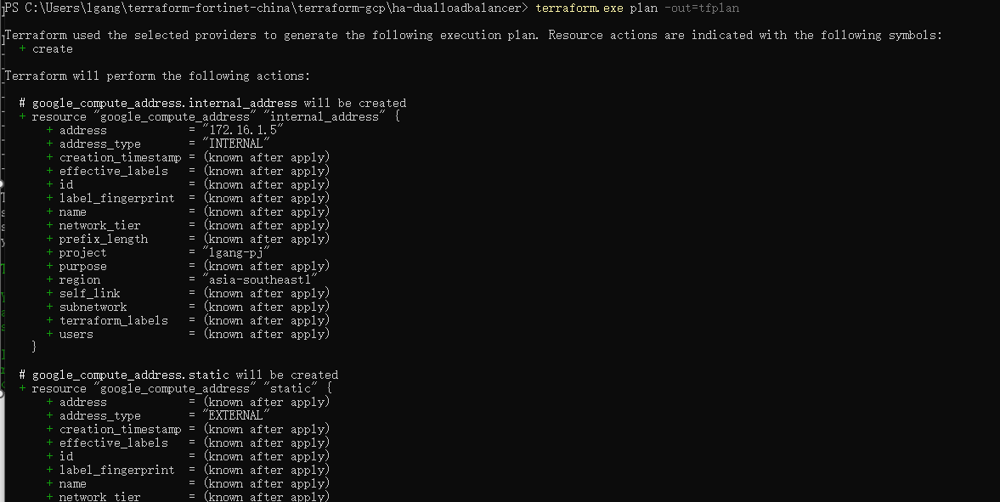 PS C:\Users\lgang\terraform-fortinet-china\terraform-gcp\ha-dualloadbalancer> terraform.exe plan -out=tfplan
Terraform used the selected providers to generate the following execution plan. Resource actions are indicated with the following symbols:
+ create
Terraform will perform the following actions:
# google_compute_address.internal_address will be created
+ resource "google_compute_address" "internal_address" {
+ address = "172.16.1.5"
+ address_type = "INTERNAL"
+ creation_timestamp = (known after apply)
+ effective_labels = (known after apply)
+ id = (known after apply)
+ label_fingerprint = (known after apply)
+ name = (known after apply)
+ network_tier = (known after apply)
+ prefix_length = (known after apply)
+ project = "lgang-pj"
+ purpose = (known after apply)
+ region = "asia-southeast1"
+ self_link = (known after apply)
+ subnetwork = (known after apply)
+ terraform_labels = (known after apply)
+ users = (known after apply)
}
# google_compute_address.static will be created
+ resource "google_compute_address" "static" {
+ address = (known after apply)
+ address_type = "EXTERNAL"
+ creation_timestamp = (known after apply)
+ effective_labels = (known after apply)
+ id = (known after apply)
+ label_fingerprint = (known after apply)
+ name = (known after apply)
+ network_tier = (known after apply)